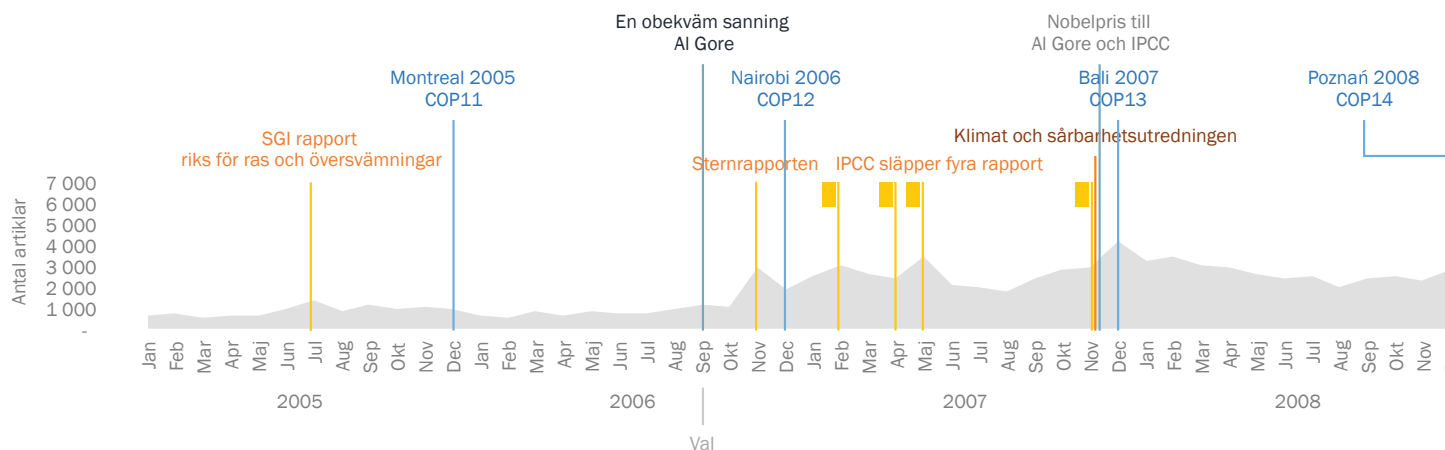 En obekväm sanning
Al Gore
Nobelpris till
Al Gore och IPCC
Montreal 2005
COP11
Nairobi 2006
COP12
Bali 2007
COP13
Poznań 2008
COP14
SGI rapport
riks för ras och översvämningar
Klimat och sårbarhetsutredningen
Sternrapporten
IPCC släpper fyra rapport
Antal artiklar
7 000
6 000
5 000
4 000
3 000
2 000
1 000
-
Jan Feb Mar Apr Maj Jun Jul Aug Sep Okt Nov Dec Jan Feb Mar Apr Maj Jun Jul Aug Sep Okt Nov Dec Jan Feb Mar Apr Maj Jun Jul Aug Sep Okt Nov Dec Jan Feb Mar Apr Maj Jun Jul Aug Sep Okt Nov
2005 2006 2007 2008
Val